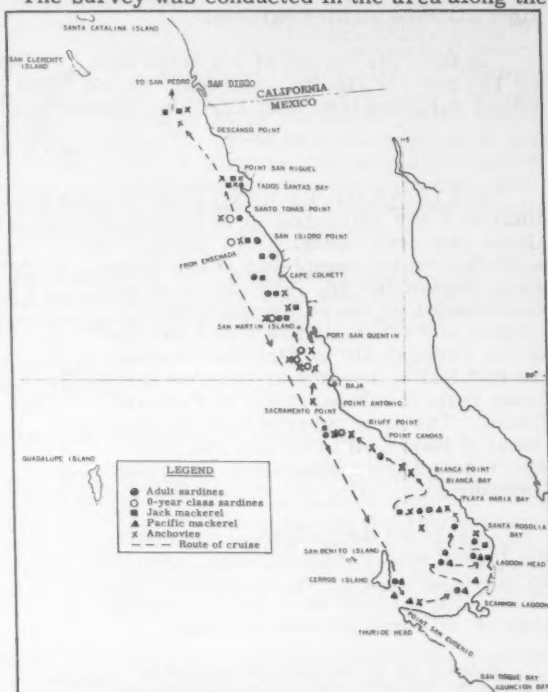 The survey was conducted in the area along the
SANTA CATALINA ISLAND
SAN CLEMENTE
ISLAND
TO SAN PEDRO
SAN DIEGO
CALIFORNIA
MEXICO
DESCANSO POINT
POINT SAN MIGUEL
TADOS SANTAS BAY
SANTO TOMAS POINT
SAN ISIDRO POINT
FROM ENSENADA
CAPE COLNETT
SAN MARTIN ISLAND
PORT SAN QUENTIN
30°
BAJA
POINT ANTONIO
SACRAMENTO POINT
BLUFF POINT
POINT CANOAS
GUADALUPE ISLAND
BLANCA POINT
BLANCA BAY
PLAYA MARIA BAY
LEGEND
Adult sardines
0-year class sardines
Jack mackerel
Pacific mackerel
x Anchovies
Route of cruise
SANTA ROSOLIA
BAY
SAN BENITO ISLAND
LAGOON HEAD
CERROS ISLAND
SCAMMON LAGOON
POINT SAN EUGENIO
THURIDE HEAD
SAN ROQUE BAY
ASUNCION BAY